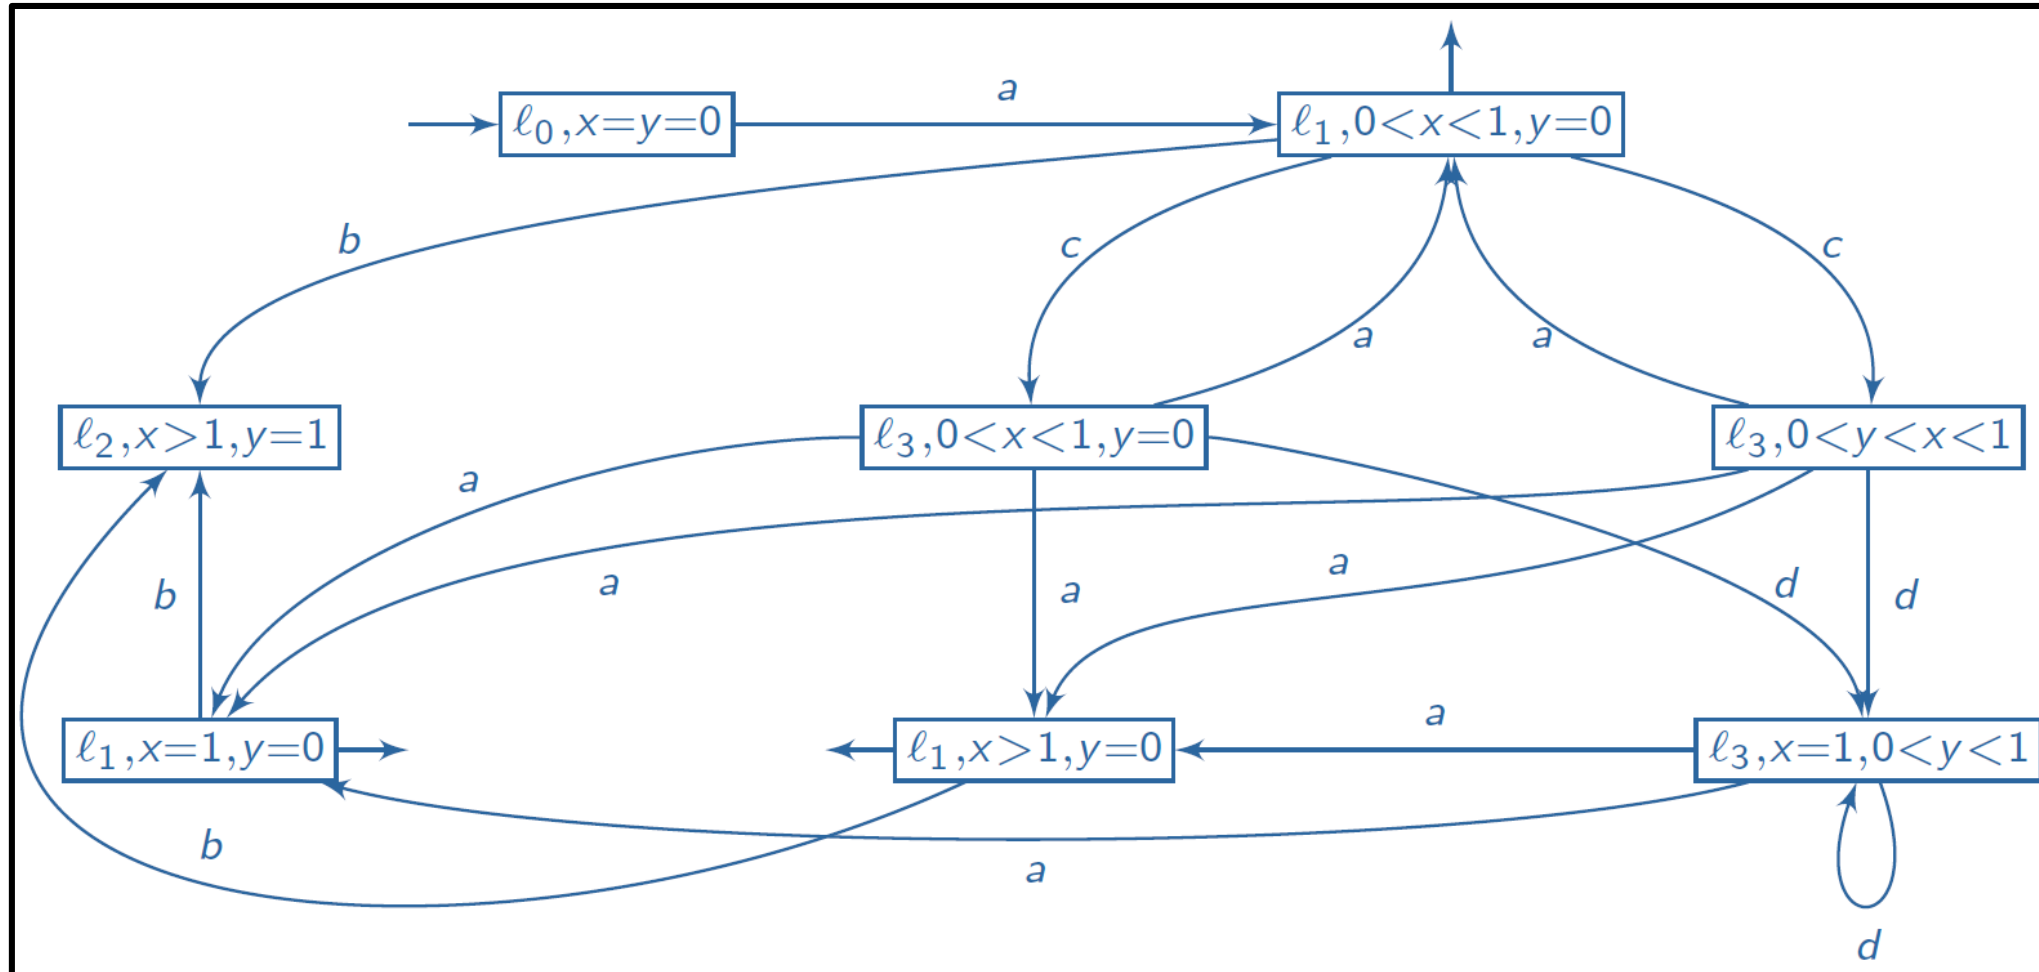 a
ℓ0,x=y=0
ℓ1,0<x<1,y=0
b
c
c
a
a
ℓ2,x>1,y=1
ℓ3,0<x<1,y=0
ℓ3,0<y<x<1
a
a
b
a
a
d
d
a
ℓ1,x=1,y=0
ℓ1,x>1,y=0
ℓ3,x=1,0<y<1
b
a
d